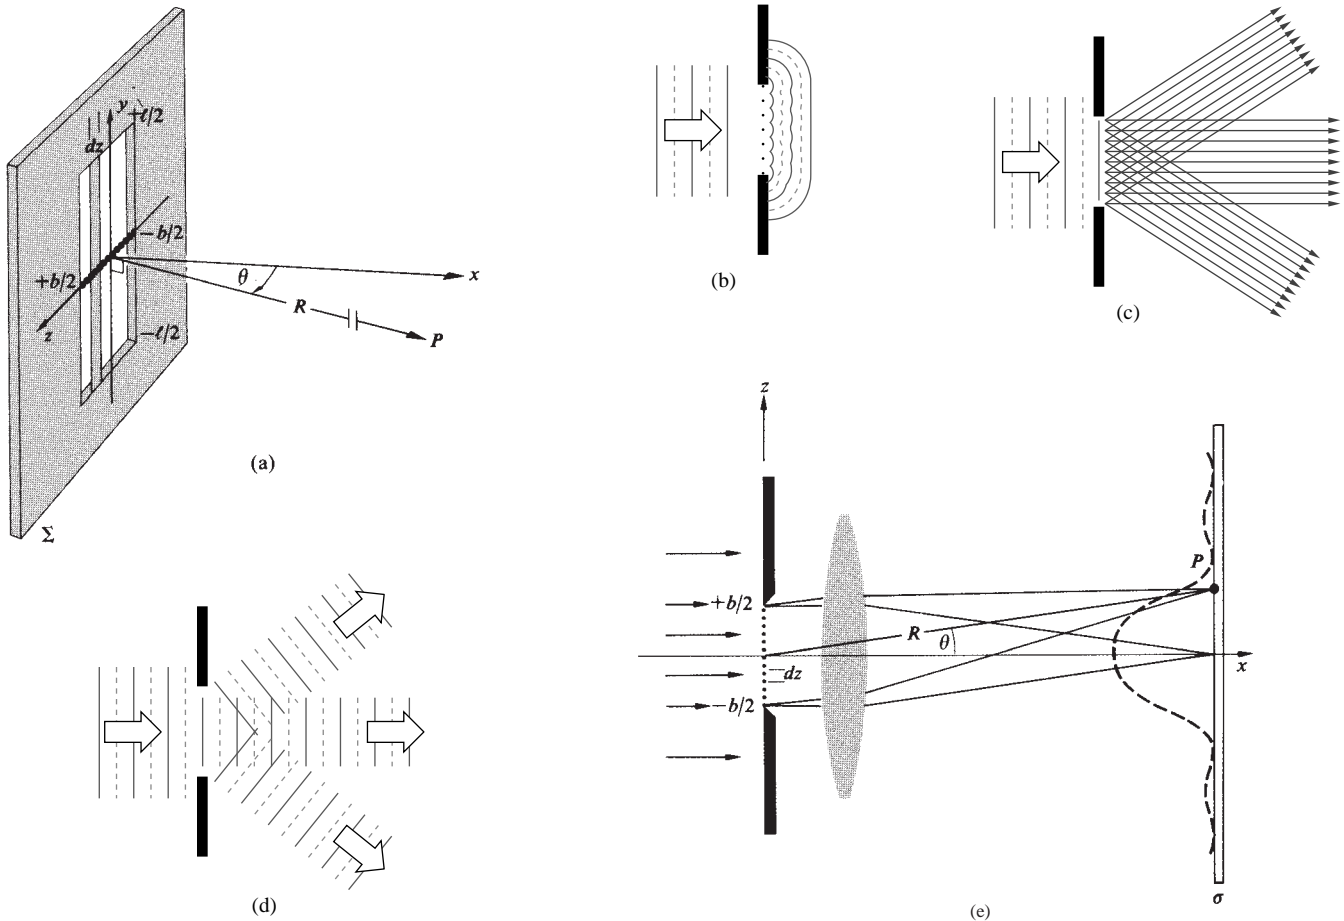 y
+ℓ/2
dz
−b/2
+b/2
θ
x
R
z
P
−ℓ/2
Σ
(a)
(b)
(c)
(d)
z
+b/2
P
R
θ
dz
x
−b/2
σ
(e)